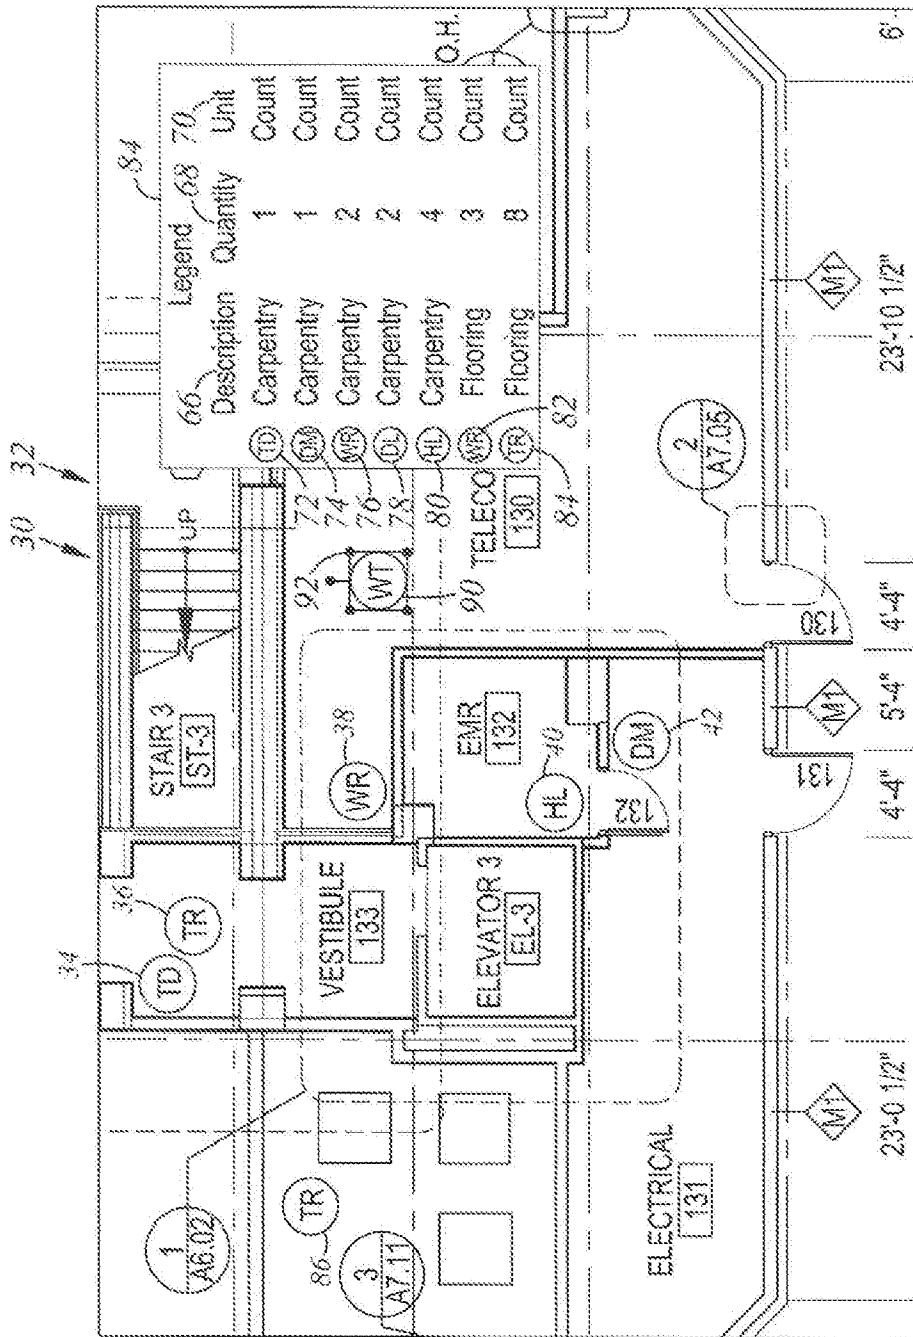 30
32
84
Legend
66
68
70
Description Quantity Unit
TD Carpentry 1 Count
DM Carpentry 1 Count
WR Carpentry 2 Count
DL Carpentry 2 Count
HL Carpentry 4 Count
WR Flooring 3 Count
TR Flooring 8 Count
72
74
76
78
80
82
84
O.H.
34
TD
36
TR
STAIR 3
ST-3
UP
1
A6.02
VESTIBULE
133
38
WR
92
WT
90
86
TR
3
A7.11
ELEVATOR 3
EL-3
EMR
132
40
HL
132
DM
42
TELECO
130
ELECTRICAL
131
2
A7.05
131
130
M1
M1
M1
23'-0 1/2"
4'-4"
5'-4"
4'-4"
23'-10 1/2"
6'-